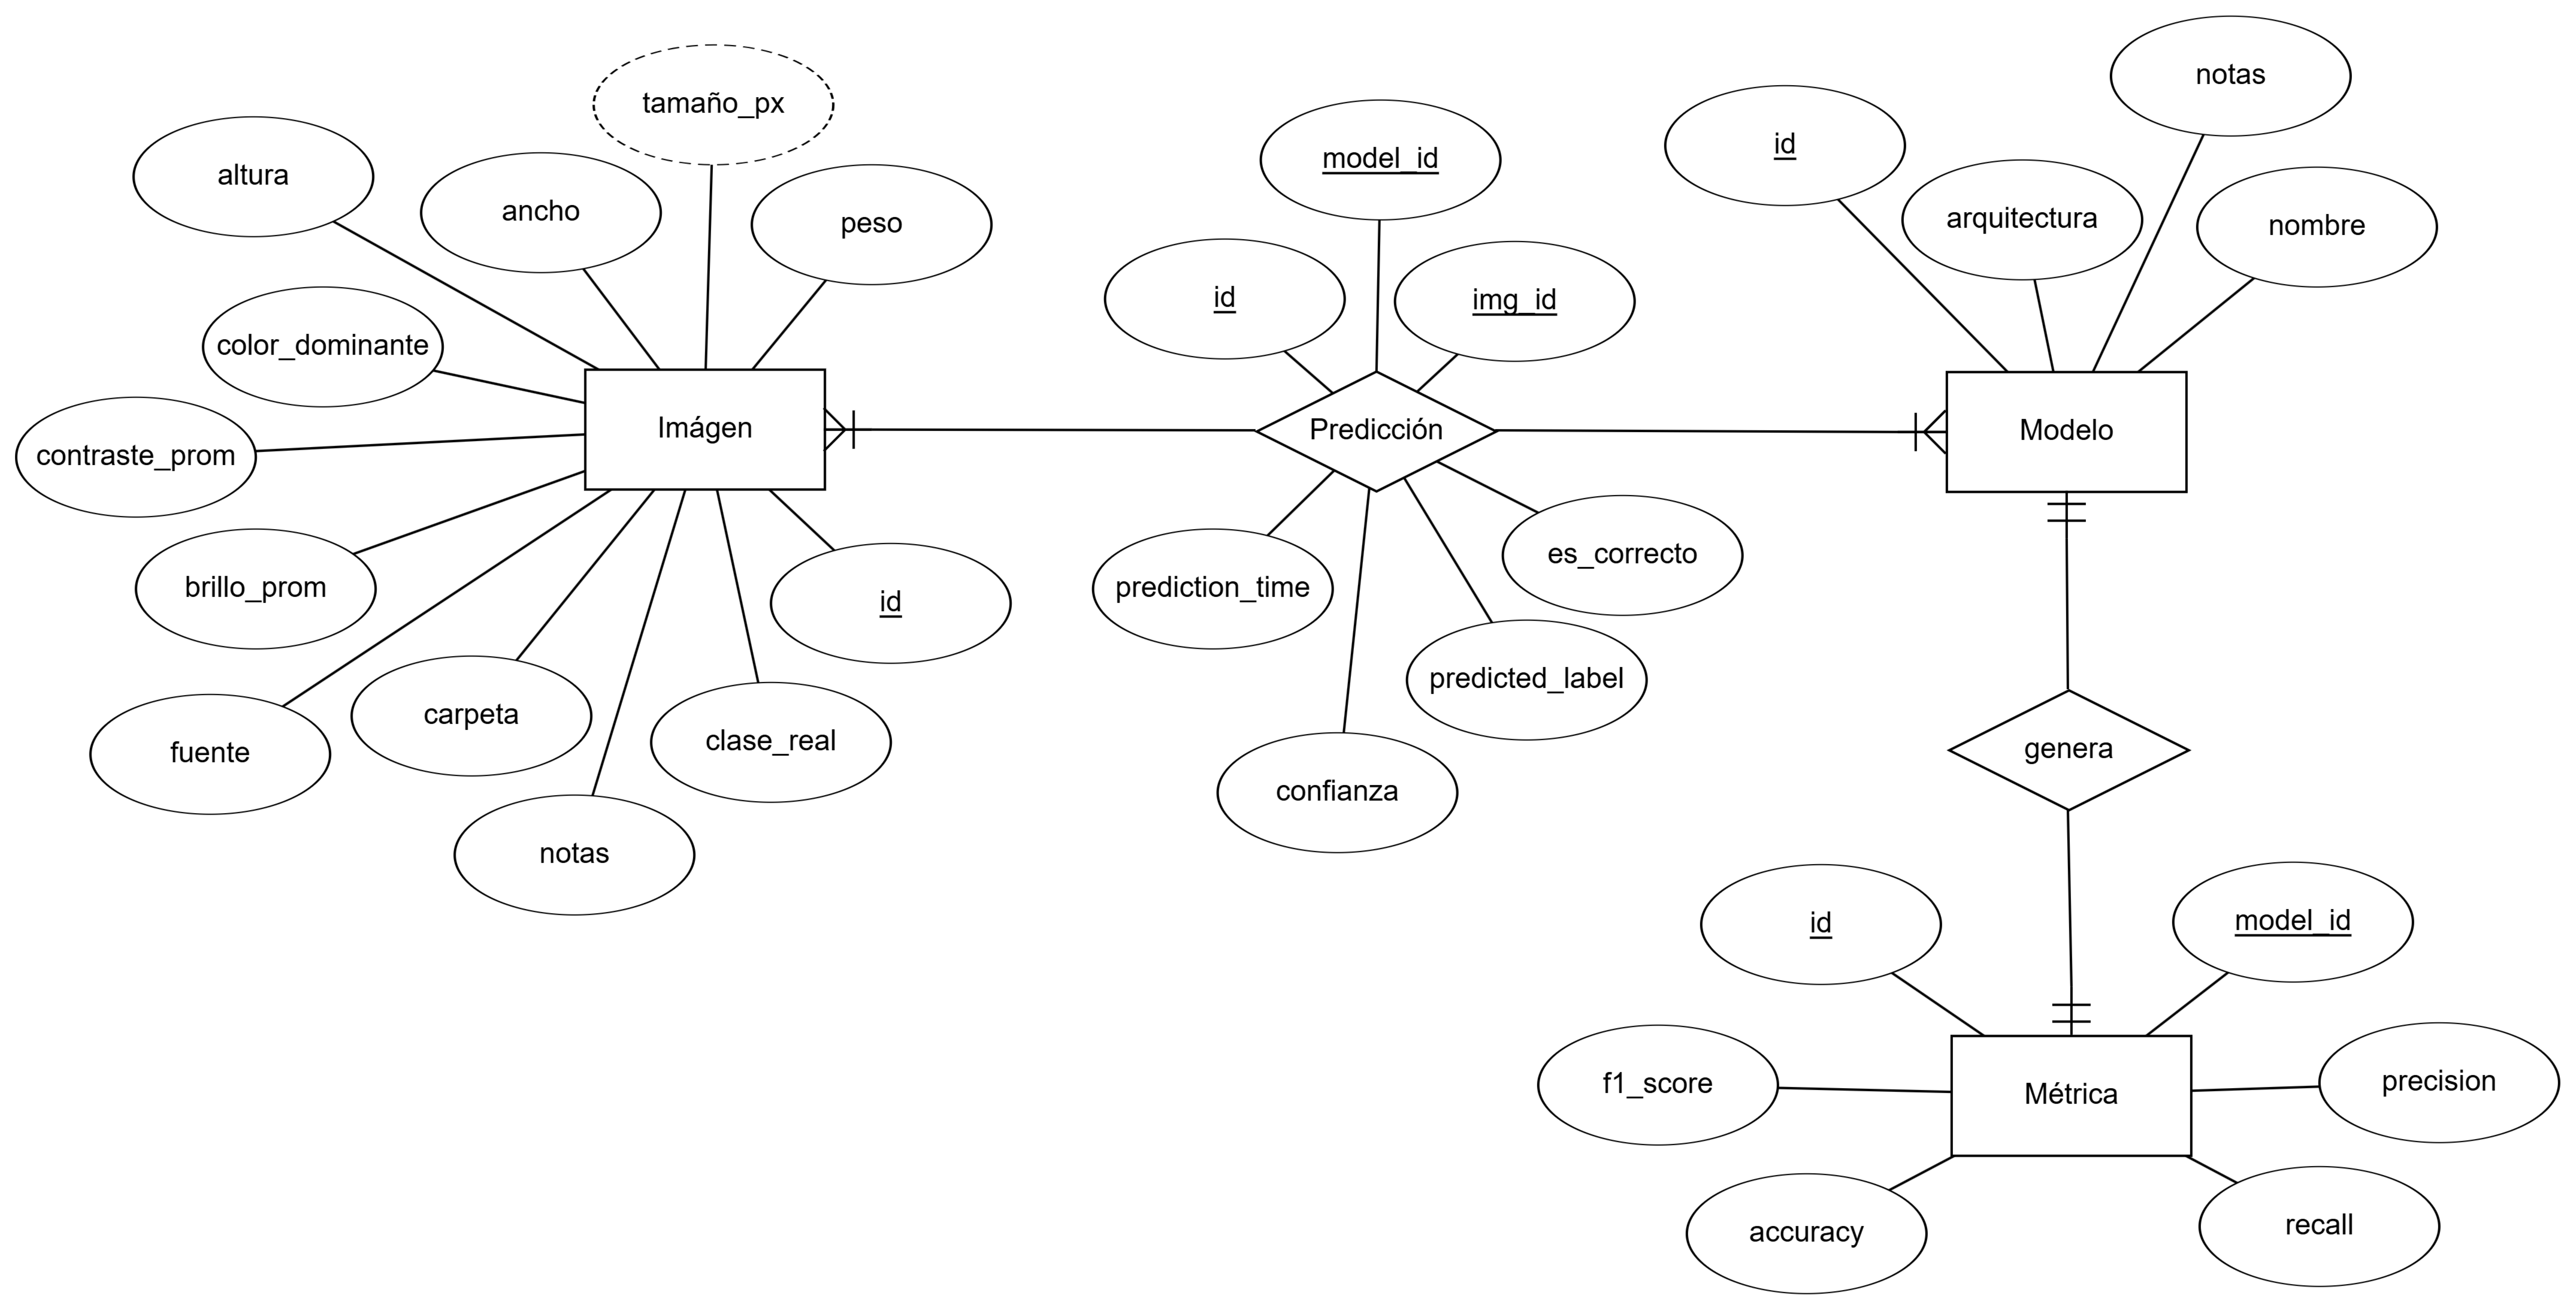 notas
tamaño_px
id
model_id
altura
ancho
arquitectura
peso
nombre
id
img_id
color_dominante
Imágen
Predicción
Modelo
contraste_prom
es_correcto
brillo_prom
prediction_time
id
predicted_label
carpeta
clase_real
genera
fuente
confianza
notas
id
model_id
f1_score
precision
Métrica
accuracy
recall